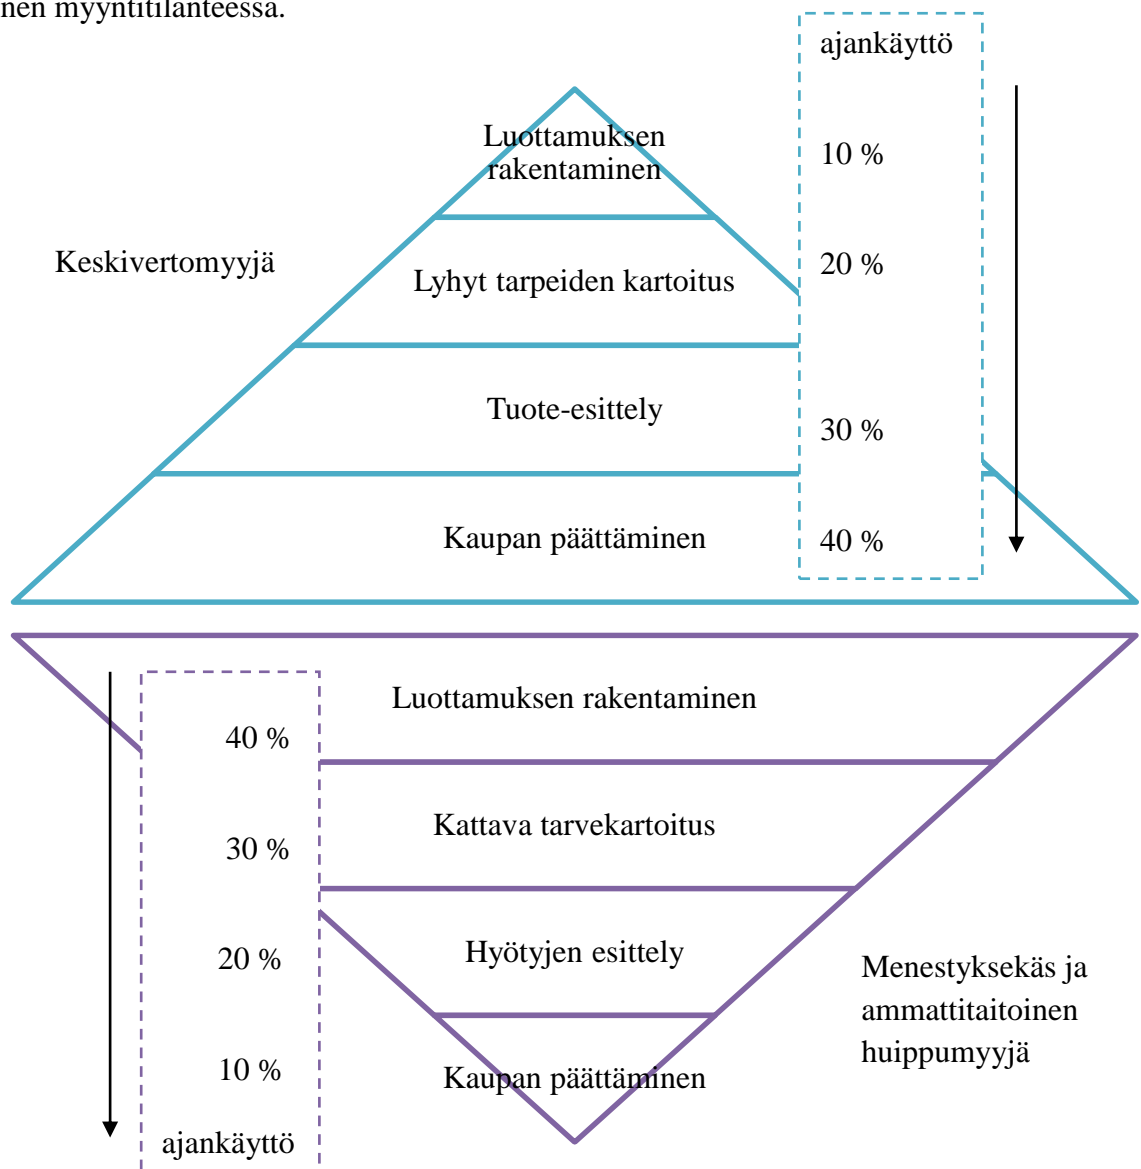 nen myyntitilanteessa.
ajankäyttö
Luottamuksen
rakentaminen
10 %
Keskivertomyyjä
Lyhyt tarpeiden kartoitus
20 %
Tuote-esittely
30 %
Kaupan päättäminen
40 %
Luottamuksen rakentaminen
40 %
Kattava tarvekartoitus
30 %
Hyötyjen esittely
20 %
Menestyksekäs ja
ammattitaitoinen
huippumyyjä
Kaupan päättäminen
10 %
ajankäyttö